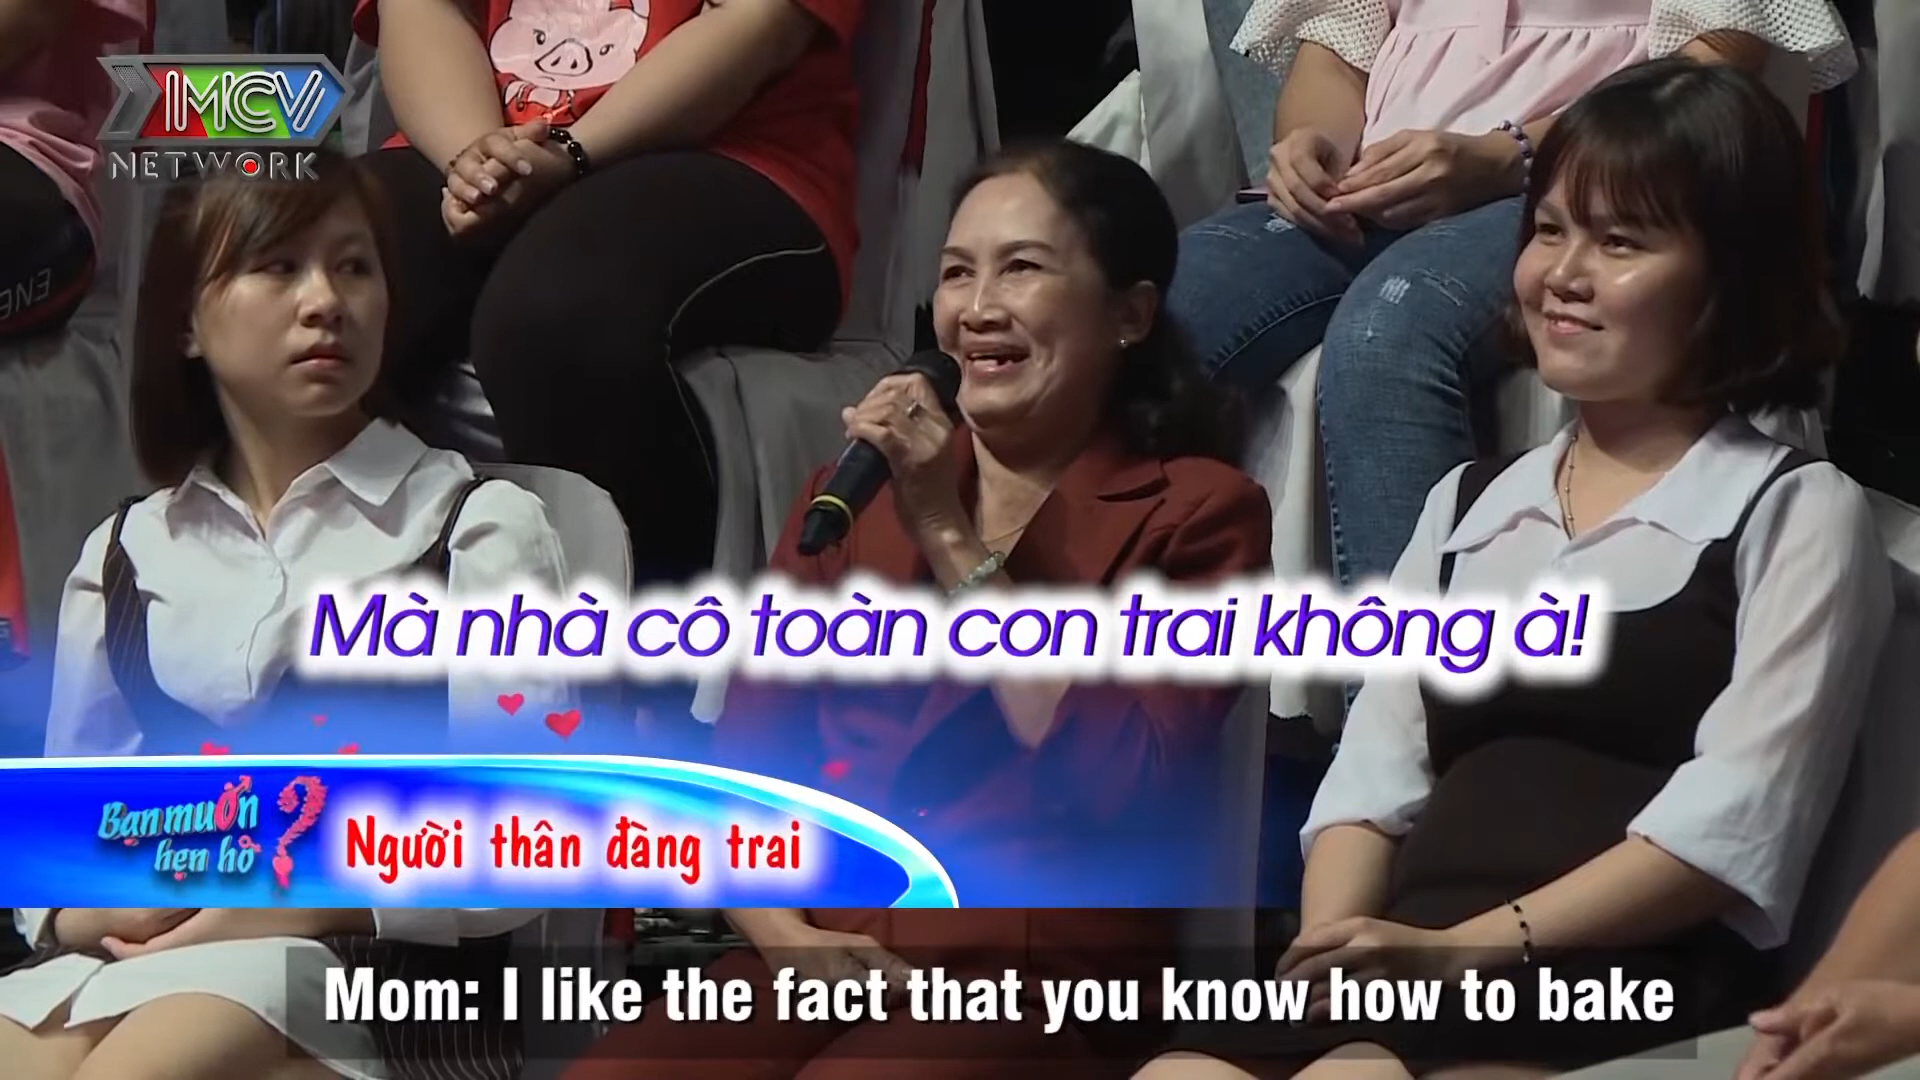 MCV
NETWORK
Mà nhà cô toàn con trai không à!
Bạn muốn
hẹn hò
?
Người thân đàng trai
Mom: I like the fact that you know how to bake